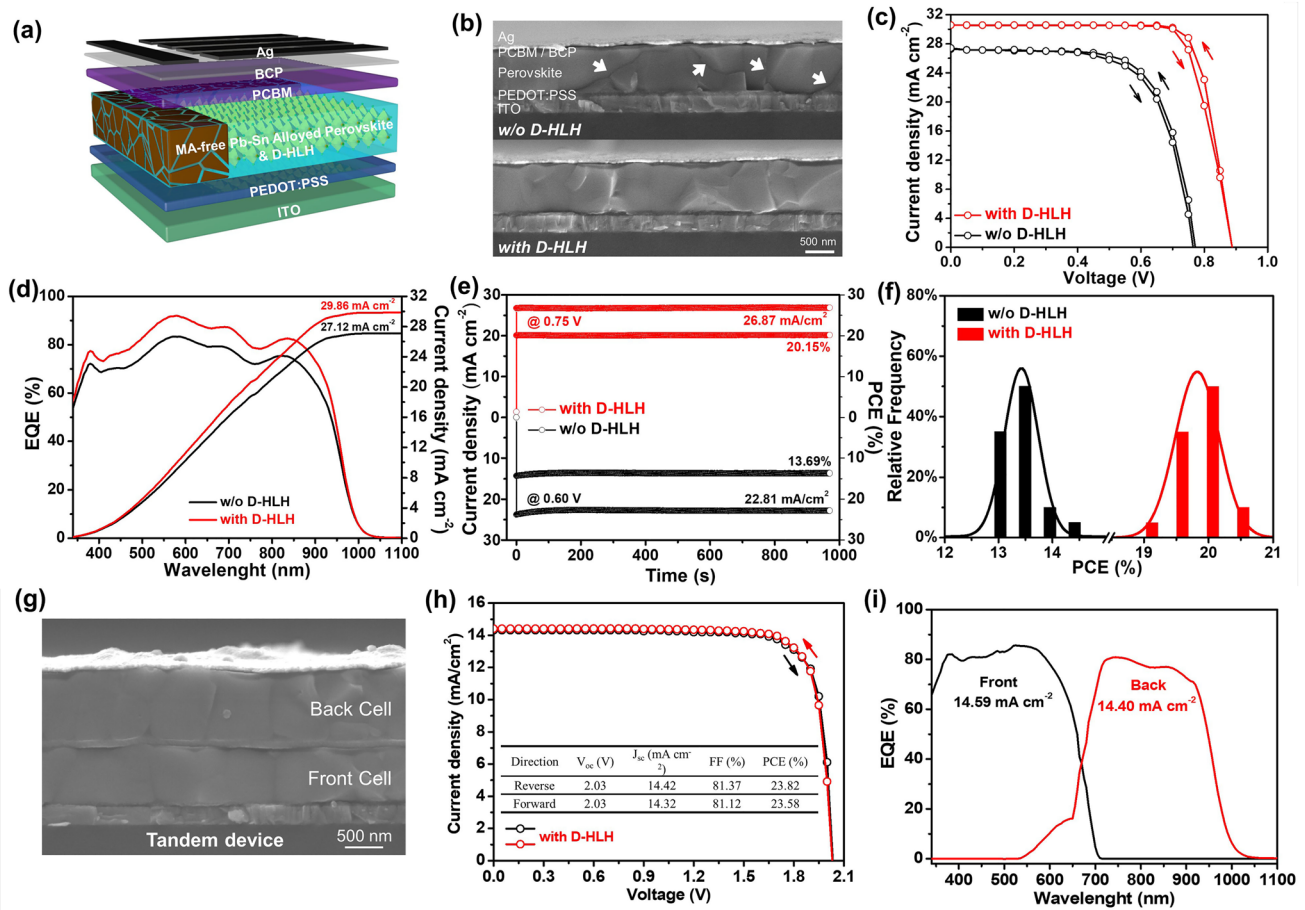 (a)
Ag
BCP
PCBM
MA-free Pb-Sn Alloyed Perovskite
& D-HLH
PEDOT:PSS
ITO
(b)
Ag
PCBM / BCP
Perovskite
PEDOT:PSS
ITO
w/o D-HLH
with D-HLH
500 nm
(c)
Current density (mA cm-2)
32
28
24
20
16
12
8
4
0
with D-HLH
w/o D-HLH
0.0 0.2 0.4 0.6 0.8 1.0
Voltage (V)
(d)
EQE (%)
100
80
60
40
20
0
29.86 mA cm-2
27.12 mA cm-2
w/o D-HLH
with D-HLH
32
28
24
20
16
12
8
4
0
Current density (mA cm-2)
400 500 600 700 800 900 1000 1100
Wavelenght (nm)
(e)
Current density (mA cm-2)
30
25
20
15
10
5
0
5
10
15
20
25
30
@ 0.75 V
26.87 mA/cm2
20.15%
with D-HLH
w/o D-HLH
13.69%
@ 0.60 V
22.81 mA/cm2
30
25
20
15
10
5
0
5
10
15
20
25
30
PCE (%)
0 200 400 600 800 1000
Time (s)
(f)
Relative Frequency
80%
60%
40%
20%
0%
w/o D-HLH
with D-HLH
12 13 14 19 20 21
PCE (%)
(g)
Back Cell
Front Cell
Tandem device
500 nm
(h)
Current density (mA/cm2)
16
14
12
10
8
6
4
2
0
Direction Voc (V) Jsc (mA cm-2) FF (%) PCE (%)
Reverse 2.03 14.42 81.37 23.82
Forward 2.03 14.32 81.12 23.58
with D-HLH
0.0 0.3 0.6 0.9 1.2 1.5 1.8 2.1
Voltage (V)
(i)
EQE (%)
100
80
60
40
20
0
Front
14.59 mA cm-2
Back
14.40 mA cm-2
400 500 600 700 800 900 1000 1100
Wavelenght (nm)